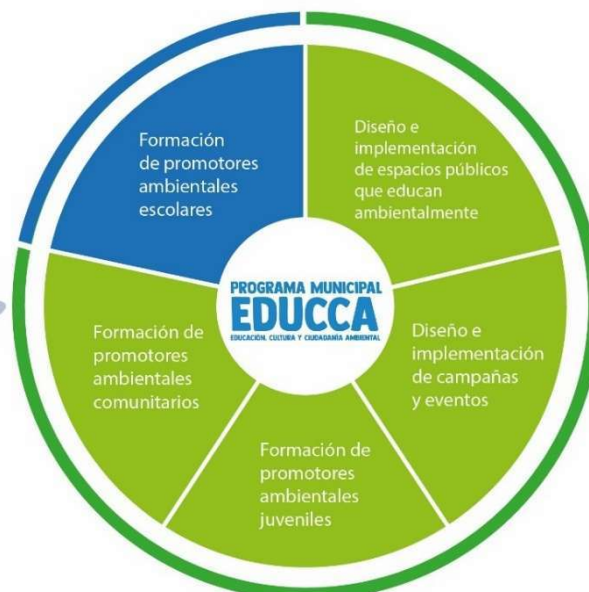 Formación
de promotores
ambientales
escolares
Diseño e
implementación
de espacios públicos
que educan
ambientalmente
PROGRAMA MUNICIPAL
EDUCCA
EDUCACIÓN, CULTURA Y CIUDADANÍA AMBIENTAL
Formación de
promotores
ambientales
comunitarios
Diseño e
implementación
de campañas
y eventos
Formación de
promotores
ambientales
juveniles